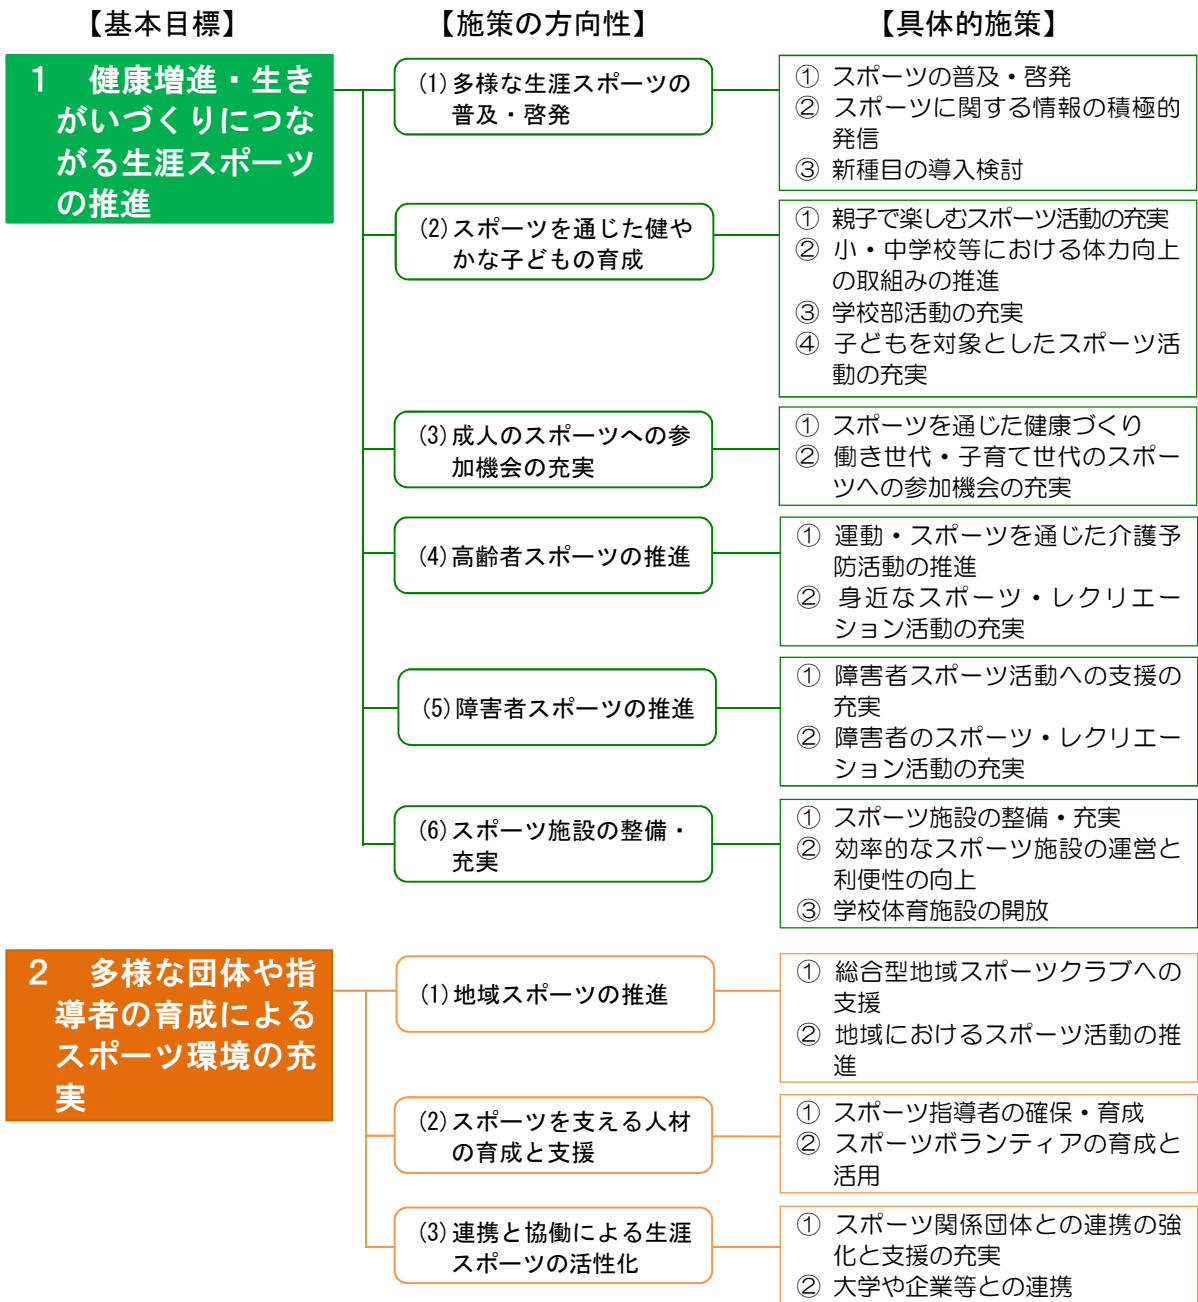 【基本目標】
【施策の方向性】
【具体的施策】
１　健康増進・生き
がいづくりにつな
がる生涯スポーツ
の推進
(1)多様な生涯スポーツの
普及・啓発
① スポーツの普及・啓発
② スポーツに関する情報の積極的
発信
③ 新種目の導入検討
(2)スポーツを通じた健や
かな子どもの育成
① 親子で楽しむスポーツ活動の充実
② 小・中学校等における体力向上
の取組みの推進
③ 学校部活動の充実
④ 子どもを対象としたスポーツ活
動の充実
(3)成人のスポーツへの参
加機会の充実
① スポーツを通じた健康づくり
② 働き世代・子育て世代のスポー
ツへの参加機会の充実
(4)高齢者スポーツの推進
① 運動・スポーツを通じた介護予
防活動の推進
② 身近なスポーツ・レクリエー
ション活動の充実
(5)障害者スポーツの推進
① 障害者スポーツ活動への支援の
充実
② 障害者のスポーツ・レクリエー
ション活動の充実
(6)スポーツ施設の整備・
充実
① スポーツ施設の整備・充実
② 効率的なスポーツ施設の運営と
利便性の向上
③ 学校体育施設の開放
２　多様な団体や指
導者の育成による
スポーツ環境の充
実
(1)地域スポーツの推進
① 総合型地域スポーツクラブへの
支援
② 地域におけるスポーツ活動の推
進
(2)スポーツを支える人材
の育成と支援
① スポーツ指導者の確保・育成
② スポーツボランティアの育成と
活用
(3)連携と協働による生涯
スポーツの活性化
① スポーツ関係団体との連携の強
化と支援の充実
② 大学や企業等との連携